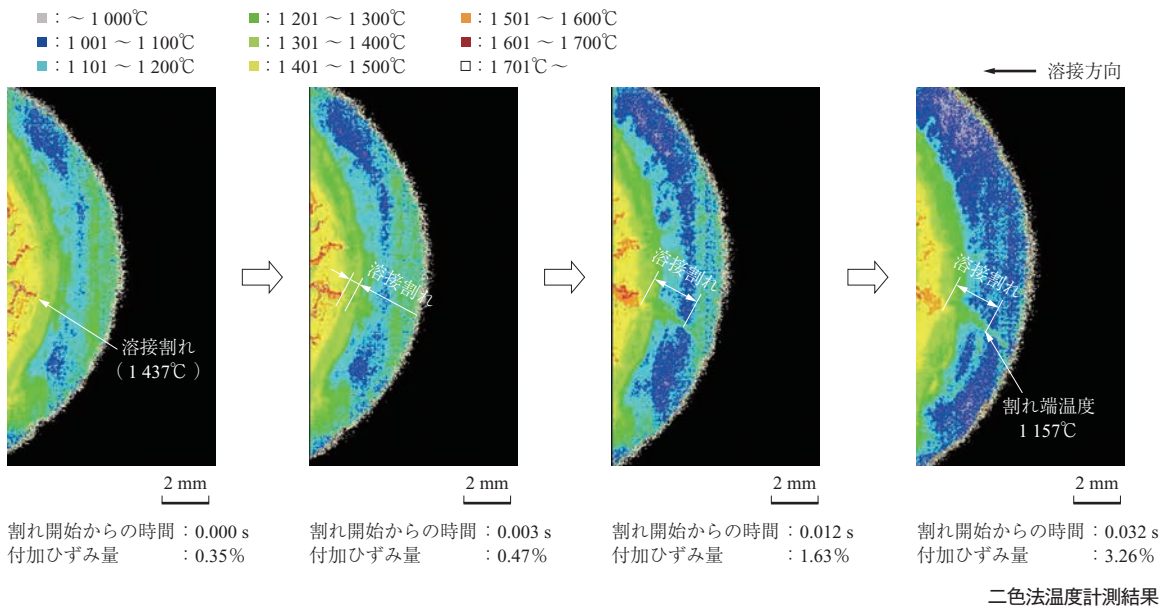 ：～ 1 000℃
：1 001 ～ 1 100℃
：1 101 ～ 1 200℃
：1 201 ～ 1 300℃
：1 301 ～ 1 400℃
：1 401 ～ 1 500℃
：1 501 ～ 1 600℃
：1 601 ～ 1 700℃
：1 701℃ ～
溶接方向
溶接割れ
（ 1 437℃ ）
溶接割れ
溶接割れ
溶接割れ
割れ端温度
1 157℃
2 mm
2 mm
2 mm
2 mm
割れ開始からの時間：0.000 s
付加ひずみ量　　　：0.35%
割れ開始からの時間：0.003 s
付加ひずみ量　　　：0.47%
割れ開始からの時間：0.012 s
付加ひずみ量　　　：1.63%
割れ開始からの時間：0.032 s
付加ひずみ量　　　：3.26%
二色法温度計測結果